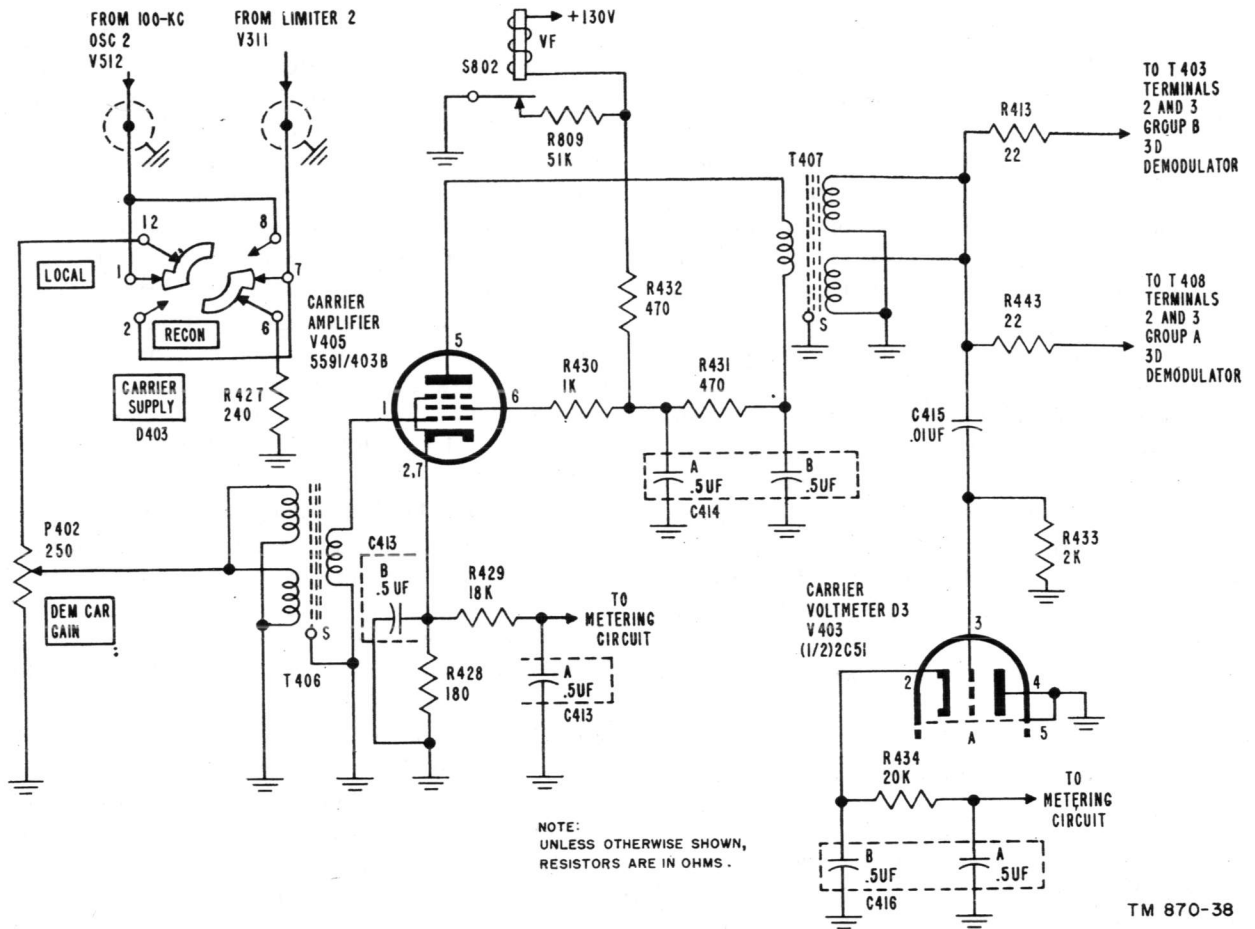 FROM 100-KC
OSC 2
V512
FROM LIMITER 2
V311
+130V
VF
S802
R809
51K
TO T403
TERMINALS
2 AND 3
GROUP B
3D
DEMODULATOR
R413
22
T407
12
8
LOCAL
1
7
2
RECON
6
CARRIER
AMPLIFIER
V405
5591/403B
CARRIER
SUPPLY
D403
R427
240
R432
470
S
TO T408
TERMINALS
2 AND 3
GROUP A
3D
DEMODULATOR
R443
22
5
1
6
2,7
R430
1K
R431
470
A
.5UF
B
.5UF
C414
C415
.01UF
P402
250
DEM CAR
GAIN
S
T406
C413
B
.5UF
R429
18K
TO
METERING
CIRCUIT
R428
180
A
.5UF
C413
R433
2K
CARRIER
VOLTMETER D3
V403
(1/2)2C51
3
2
4
A
5
R434
20K
TO
METERING
CIRCUIT
B
.5UF
A
.5UF
C416
NOTE:
UNLESS OTHERWISE SHOWN,
RESISTORS ARE IN OHMS.
TM 870-38